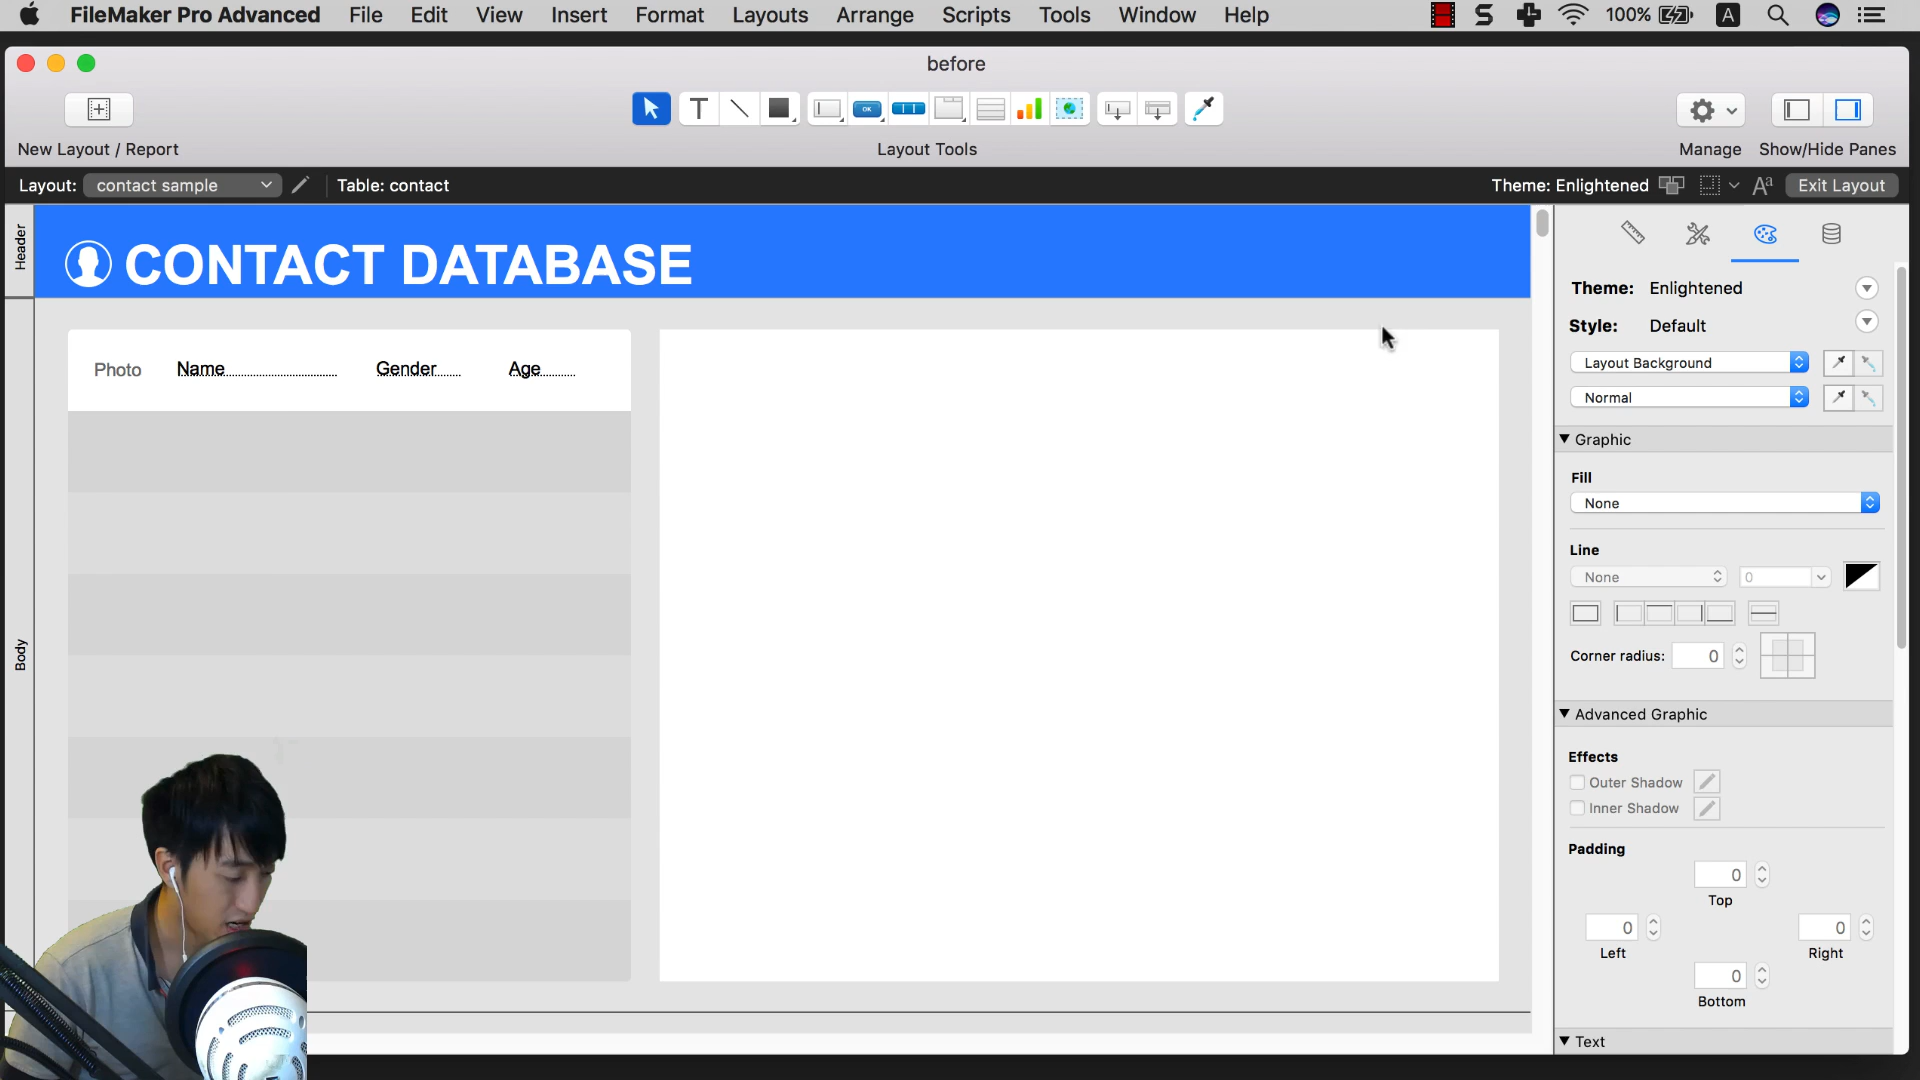 FileMaker Pro Advanced File Edit View Insert Format Layouts Arrange Scripts Tools Window Help S 100% A
before
OK
New Layout / Report Layout Tools Manage Show/Hide Panes
Layout: contact sample Table: contact Theme: Enlightened Aa Exit Layout
Header
CONTACT DATABASE
Photo Name Gender Age
Body
Theme: Enlightened
Style: Default
Layout Background
Normal
Graphic
Fill
None
Line
None 0
Corner radius: 0
Advanced Graphic
Effects
Outer Shadow
Inner Shadow
Padding
0
Top
0 0
Left Right
0
Bottom
Text